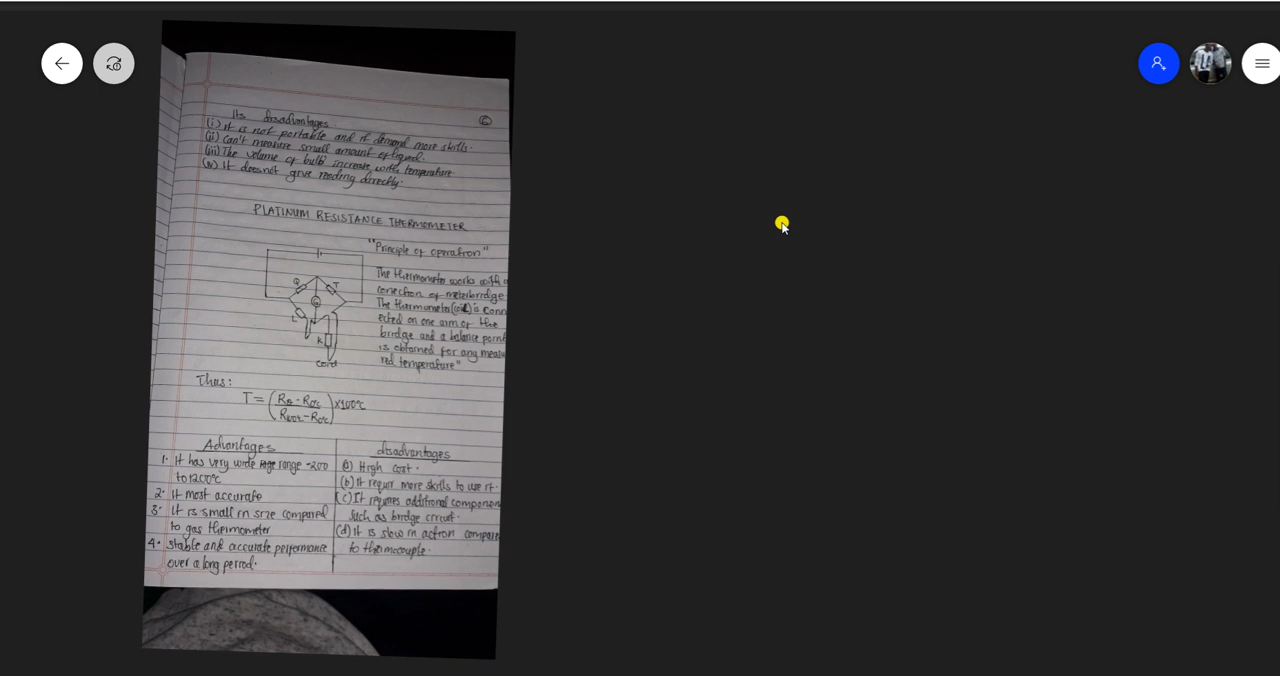 Its disadvantages.
6
(i) it is not portable and it demand more skills.
(ii) Can't measure small amount of liquid.
(iii) The volume of bulb increase with temperature
(iv) It doesnot give reading directly.
PLATINUM RESISTANCE THERMOMETER
"Principle of operation"
The thermometer works with
conection of meterbridge
The thermometer(coil) is conn
ected on one arm of the
bridge and a balance point
is obtained for any measu
red temperature"
Q
T
G
L
K
Thus:
T = (Rθ - R0°C / R100°C - R0°C) x100°C
Advantages
1. It has very wide range -200
to 1200°C
2. It most accurate
3. It is small in size compared
to gas thermometer
4. Stable and accurate performance
over a long period.
disadvantages
(a) High cost.
(b) It requir more skills to use it.
(c) It requires additional componen
such as bridge circuit.
(d) It is slow in action compare
to thermocouple.